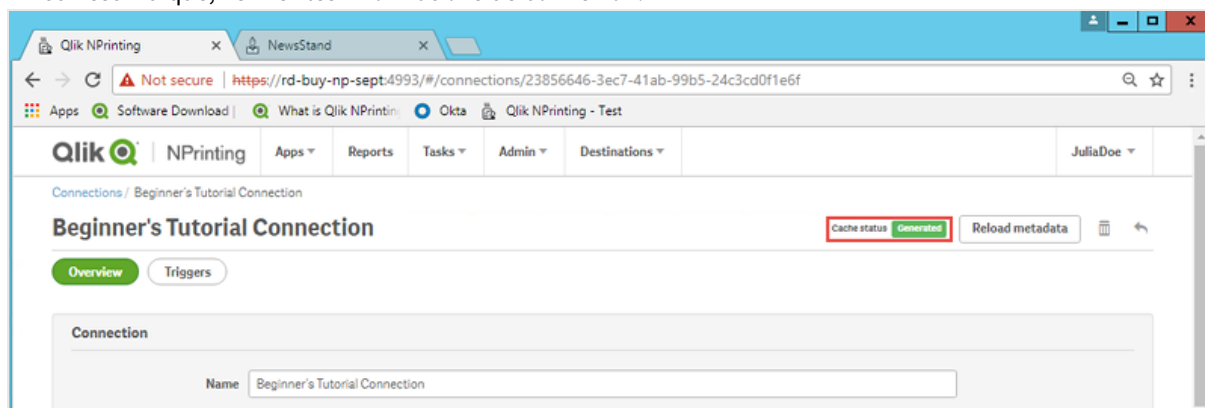 Qlik NPrinting
NewsStand
Not secure | https://rd-buy-np-sept:4993/#/connections/23856646-3ec7-41ab-99b5-24c3cd0f1e6f
Apps Software Download | What is Qlik NPrintin Okta Qlik NPrinting - Test
Qlik NPrinting Apps Reports Tasks Admin Destinations JuliaDoe
Connections / Beginner's Tutorial Connection
Beginner's Tutorial Connection
Cache status Generated Reload metadata
Overview Triggers
Connection
Name Beginner's Tutorial Connection